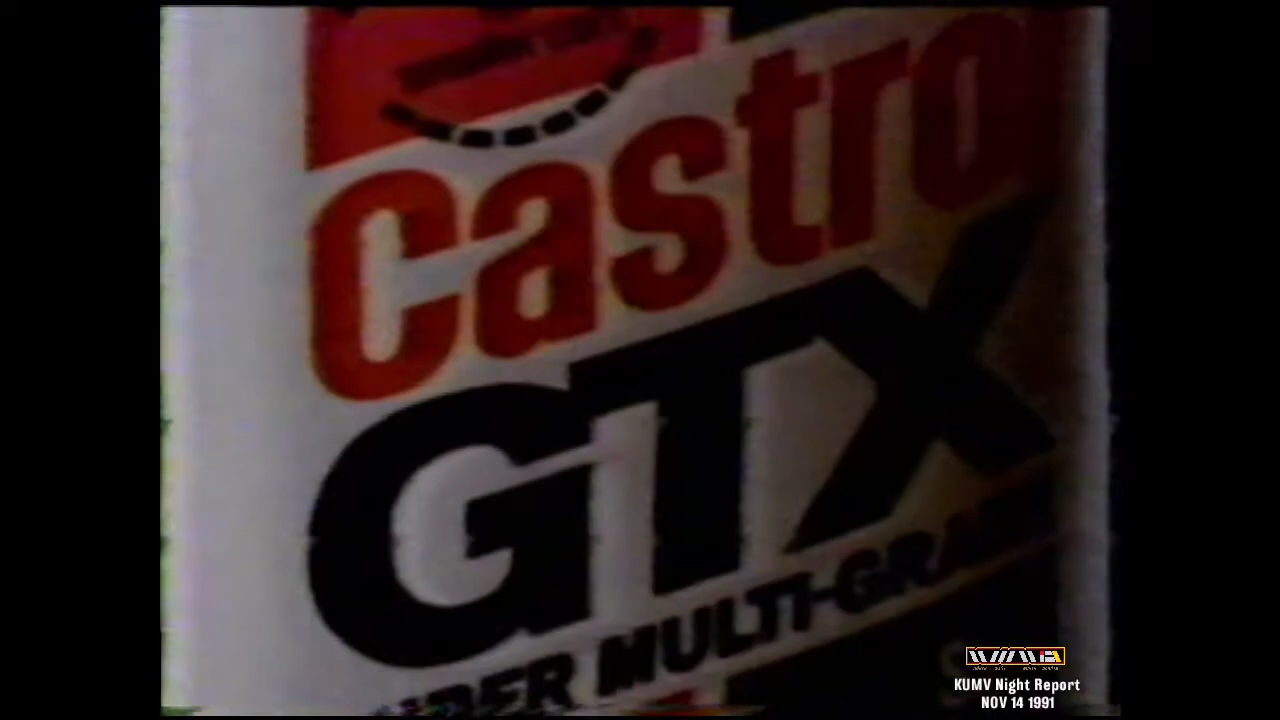 Castro
GTX
MULTI-GRA
KUMV Night Report
NOV 14 1991